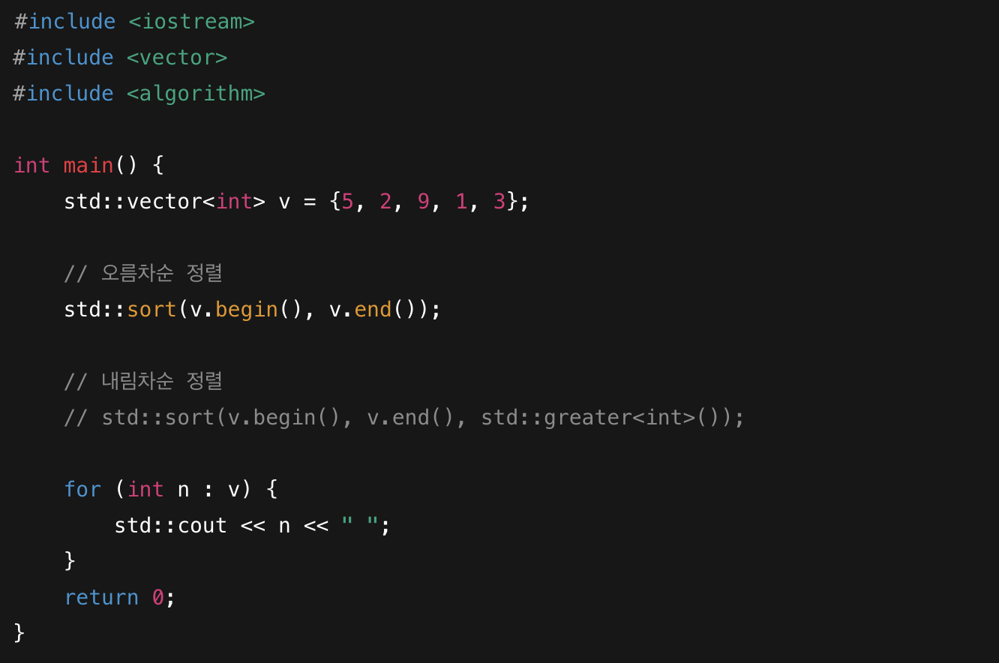 #include <iostream>
#include <vector>
#include <algorithm>

int main() {
    std::vector<int> v = {5, 2, 9, 1, 3};

    // 오름차순 정렬
    std::sort(v.begin(), v.end());

    // 내림차순 정렬
    // std::sort(v.begin(), v.end(), std::greater<int>());

    for (int n : v) {
        std::cout << n << " ";
    }
    return 0;
}